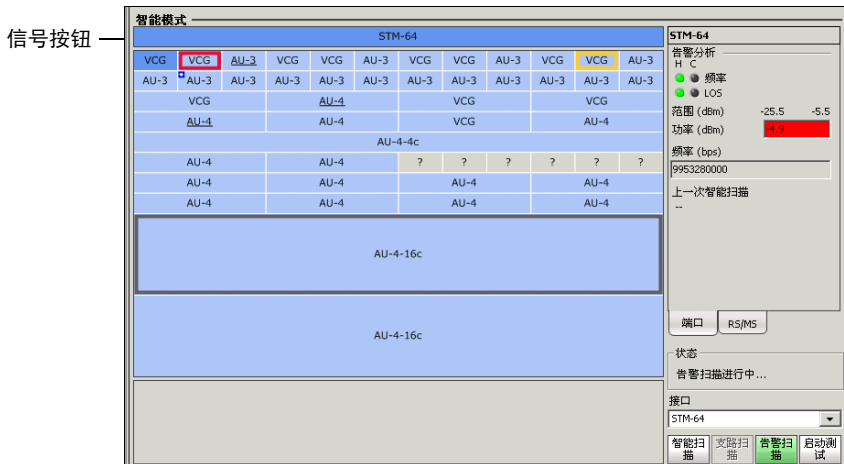 智能模式
信号按钮
STM-64
VCG VCG AU-3 VCG VCG AU-3 VCG VCG AU-3 VCG VCG AU-3
AU-3 AU-3 AU-3 AU-3 AU-3 AU-3 AU-3 AU-3 AU-3 AU-3 AU-3 AU-3
VCG AU-4 VCG VCG
AU-4 AU-4 VCG AU-4
AU-4-4c
AU-4 AU-4 ? ? ? ? ? ?
AU-4 AU-4 AU-4 AU-4
AU-4 AU-4 AU-4 AU-4
AU-4-16c
AU-4-16c
STM-64
告警分析
H C
频率
LOS
范围 (dBm) -25.5 -5.5
功率 (dBm) -4.9
频率 (bps)
9953280000
上一次智能扫描
--
端口 RS/MS
状态
告警扫描进行中...
接口
STM-64
智能扫描 支路扫描 告警扫描 启动测试